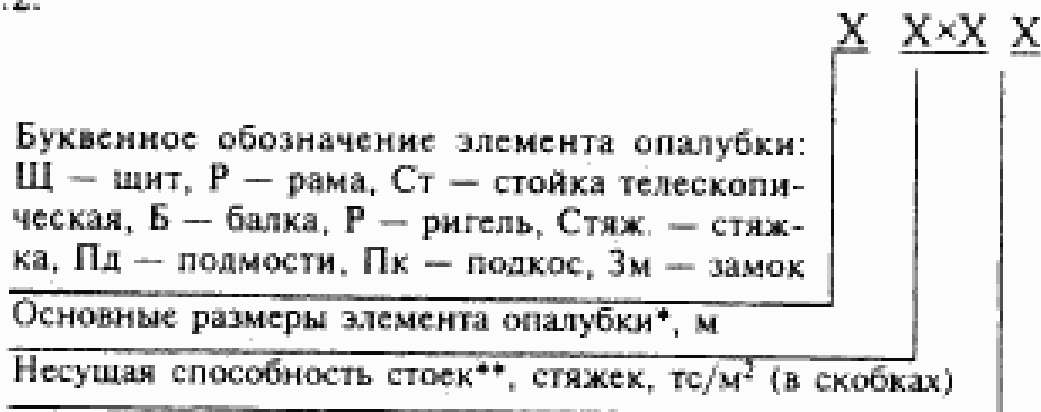 X X×X X
Буквенное обозначение элемента опалубки:
Щ — щит, Р — рама, Ст — стойка телескопи-
ческая, Б — балка, Р — ригель, Стяж. — стяж-
ка, Пд — подмости, Пк — подкос, Зм — замок
Основные размеры элемента опалубки*, м
Несущая способность стоек**, стяжек, тс/м² (в скобках)